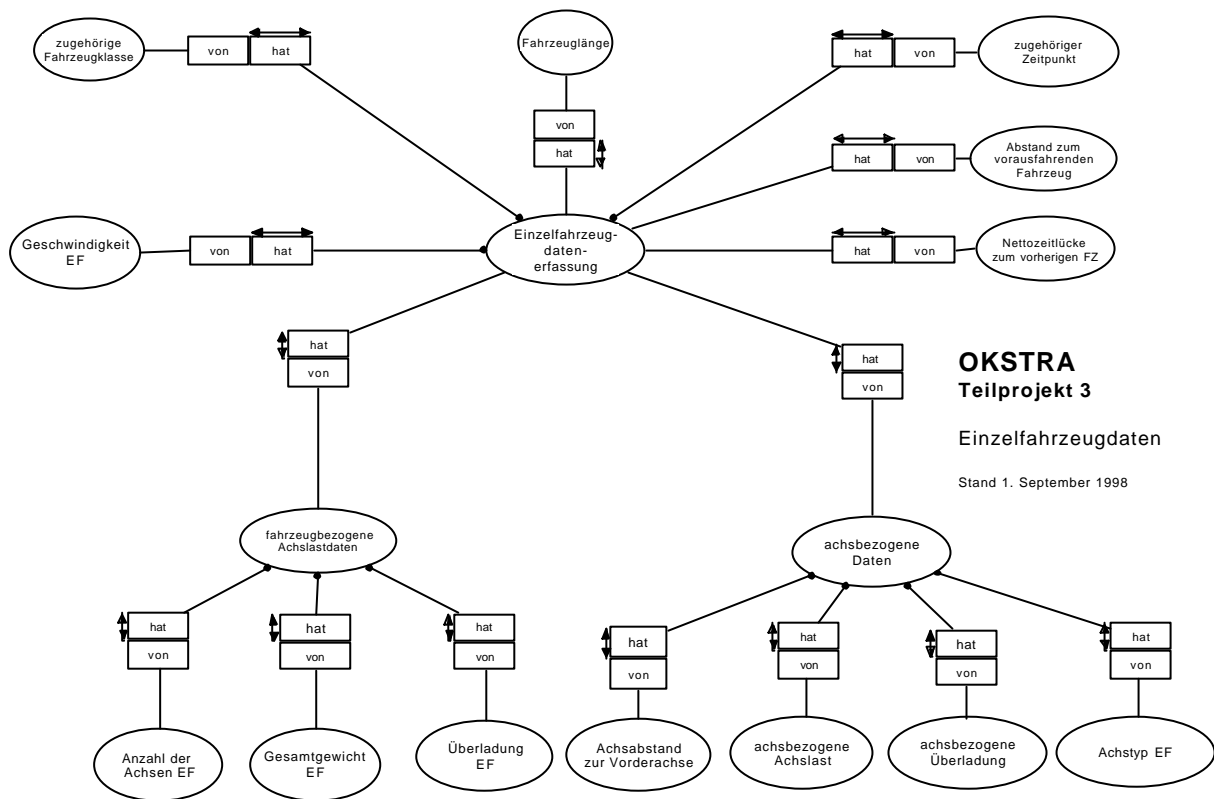 zugehörige
Fahrzeugklasse
von
hat
Fahrzeuglänge
von
hat
hat
von
zugehöriger
Zeitpunkt
hat
von
Abstand zum
vorausfahrenden
Fahrzeug
Geschwindigkeit
EF
von
hat
Einzelfahrzeug-
daten-
erfassung
hat
von
Nettozeitlücke
zum vorherigen FZ
hat
von
hat
von
OKSTRA
Teilprojekt 3
Einzelfahrzeugdaten
Stand 1. September 1998
fahrzeugbezogene
Achslastdaten
achsbezogene
Daten
hat
von
hat
von
hat
von
hat
von
hat
von
hat
von
hat
von
Anzahl der
Achsen EF
Gesamtgewicht
EF
Überladung
EF
Achsabstand
zur Vorderachse
achsbezogene
Achslast
achsbezogene
Überladung
Achstyp EF